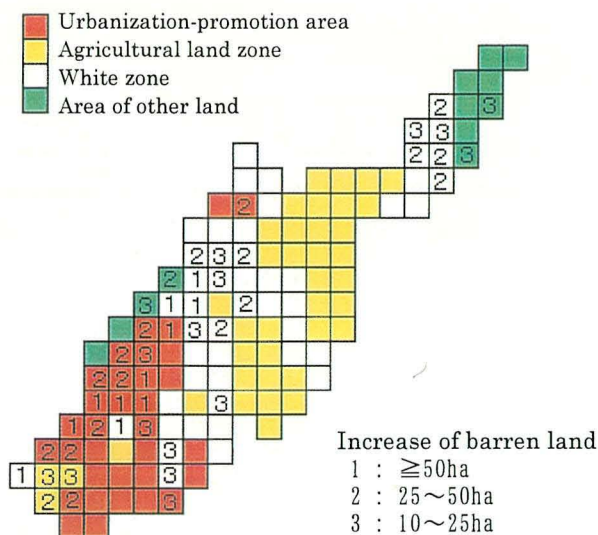 Urbanization-promotion area
Agricultural land zone
White zone
Area of other land
2 3
3 3
2 2 3
2
2
2 3 2
2 1 3
3 1 1 2
2 1 3 2
2 3
2 2 1
1 1 1 3
1 2 1 3
2 2 3
1 3 3 3
2 2 3
Increase of barren land
1 : ≧50ha
2 : 25~50ha
3 : 10~25ha